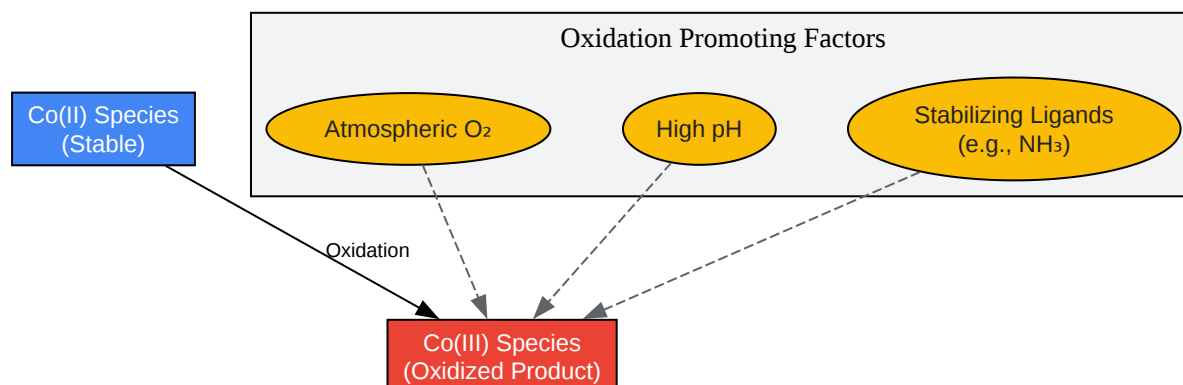 Oxidation Promoting Factors
Co(II) Species
(Stable)
Atmospheric O₂
High pH
Stabilizing Ligands
(e.g., NH₃)
Oxidation
Co(III) Species
(Oxidized Product)